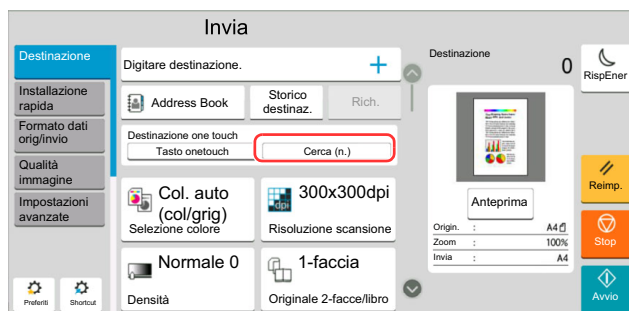 Invia
Destinazione
Installazione
rapida
Formato dati
orig/invio
Qualità
immagine
Impostazioni
avanzate
Preferiti
Shortcut
Digitare destinazione.
+
Address Book
Storico
destinaz.
Rich.
Destinazione one touch
Tasto onetouch
Cerca (n.)
Col. auto
(col/grig)
Selezione colore
dpi
300x300dpi
Risoluzione scansione
Normale 0
Densità
1-faccia
Originale 2-facce/libro
Destinazione
0
Anteprima
Origin. : A4
Zoom : 100%
Invia : A4
RispEner
Reimp.
Stop
Avvio